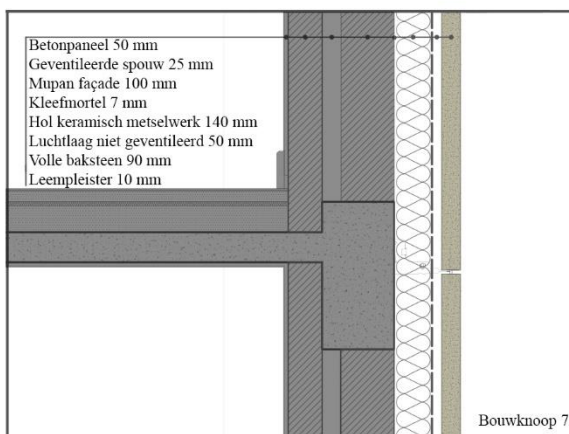 Betonpaneel 50 mm
Geventileerde spouw 25 mm
Mupan façade 100 mm
Kleefmortel 7 mm
Hol keramisch metselwerk 140 mm
Luchtlaag niet geventileerd 50 mm
Volle baksteen 90 mm
Leempleister 10 mm
Bouwknoop 7